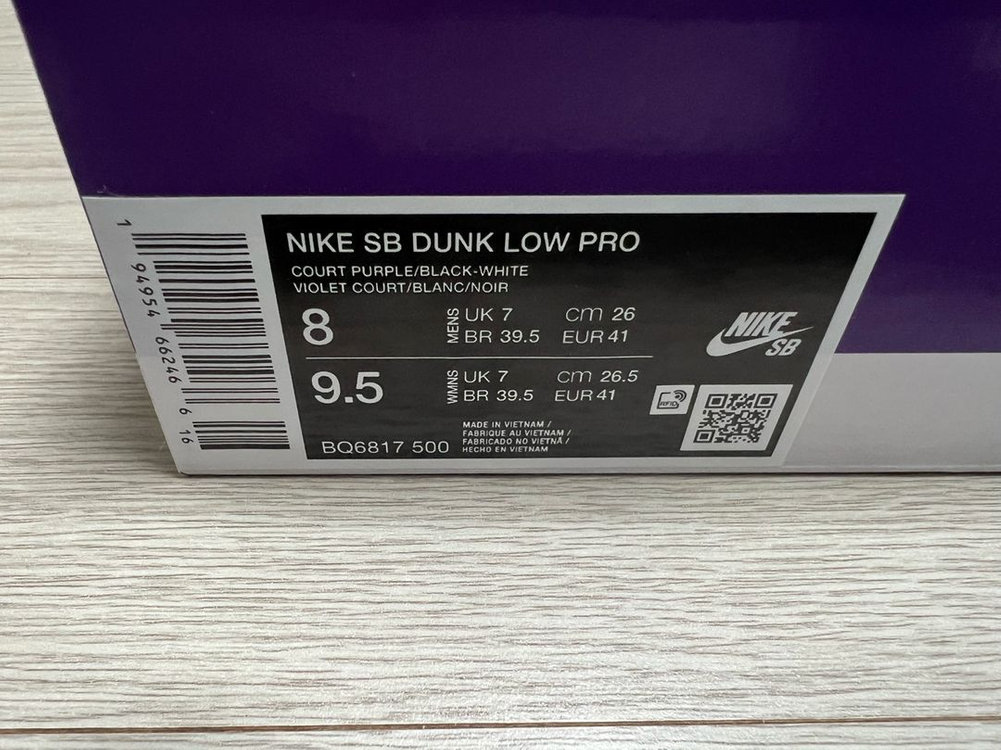 NIKE SB DUNK LOW PRO
COURT PURPLE/BLACK-WHITE
VIOLET COURT/BLANC/NOIR
8 MENS UK 7 CM 26
BR 39.5 EUR 41
9.5 WMNS UK 7 CM 26.5
BR 39.5 EUR 41
BQ6817 500
MADE IN VIETNAM /
FABRIQUE AU VIETNAM /
FABRICADO NO VIETNÃ /
HECHO EN VIETNAM
RFID
NIKE
SB
1 94954 66246 6 16